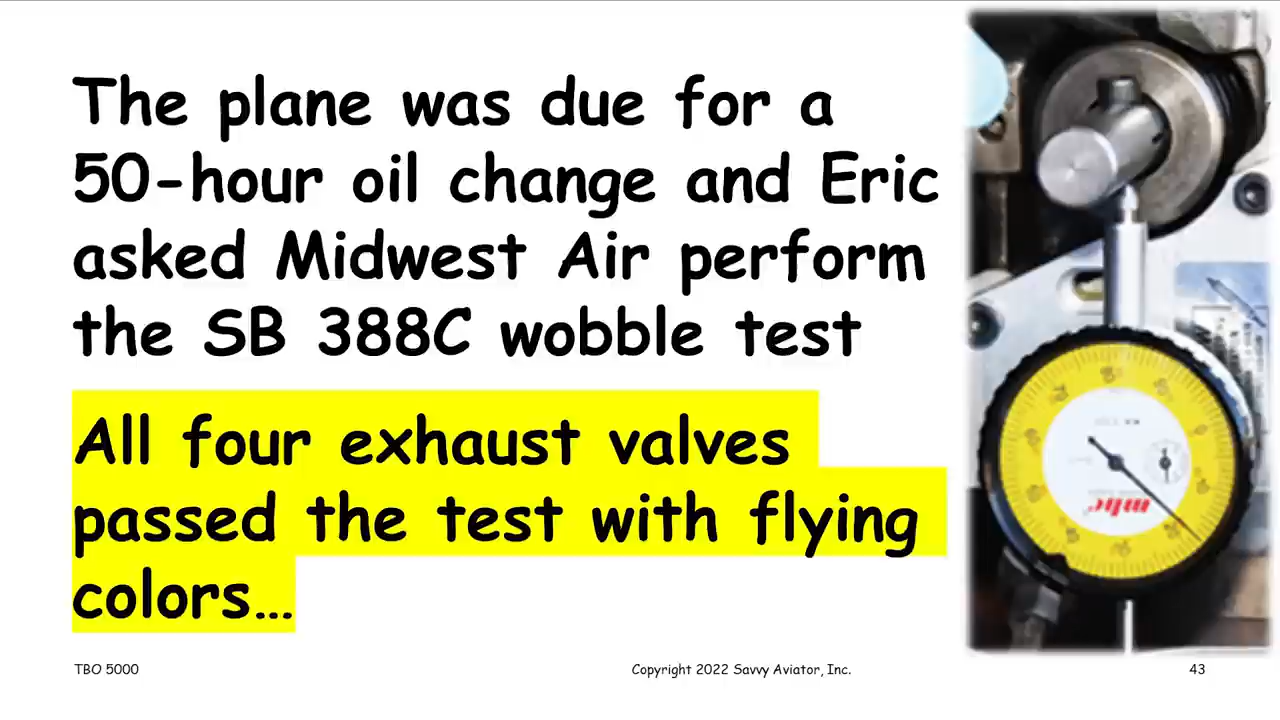 The plane was due for a
50-hour oil change and Eric
asked Midwest Air perform
the SB 388C wobble test
All four exhaust valves
passed the test with flying
colors…
TBO 5000
Copyright 2022 Savvy Aviator, Inc.
43